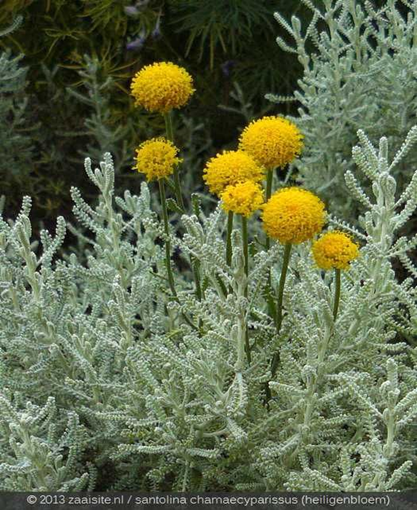 © 2013 zaaisite.nl / santolina chamaecyparissus (heiligenbloem)